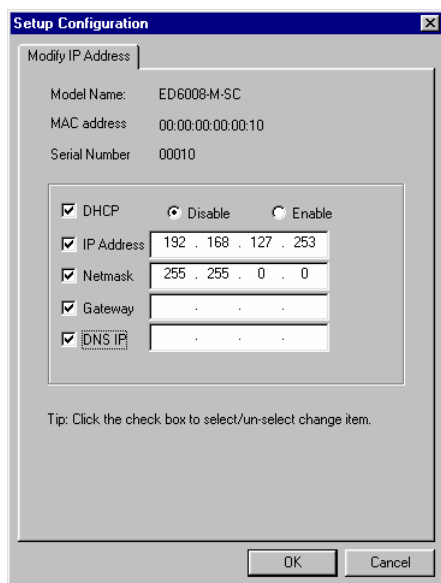 Setup Configuration
Modify IP Address
Model Name: ED6008-M-SC
MAC address 00:00:00:00:00:10
Serial Number 00010
DHCP Disable Enable
IP Address 192 . 168 . 127 . 253
Netmask 255 . 255 . 0 . 0
Gateway . . .
DNS IP . . .
Tip: Click the check box to select/un-select change item.
OK Cancel